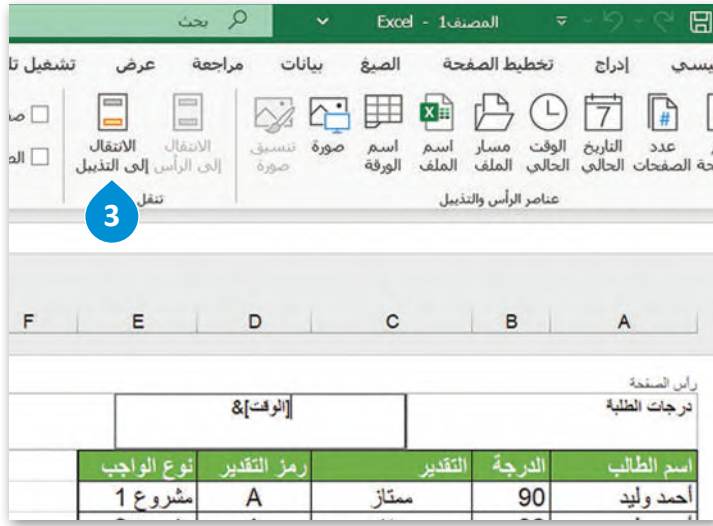 المصنف1 - Excel
بحث
يسي
إدراج
تخطيط الصفحة
الصيغ
بيانات
مراجعة
عرض
تشغيل تل
حة
عدد الصفحات
التاريخ الحالي
الوقت الحالي
مسار الملف
اسم الملف
اسم الورقة
صورة
تنسيق صورة
الانتقال إلى الرأس
الانتقال إلى التذييل
عناصر الرأس والتذييل
تنقل
3
A B C D E F
رأس الصفحة
درجات الطلبة
&[الوقت]
اسم الطالب الدرجة التقدير رمز التقدير نوع الواجب
أحمد وليد 90 ممتاز A مشروع 1